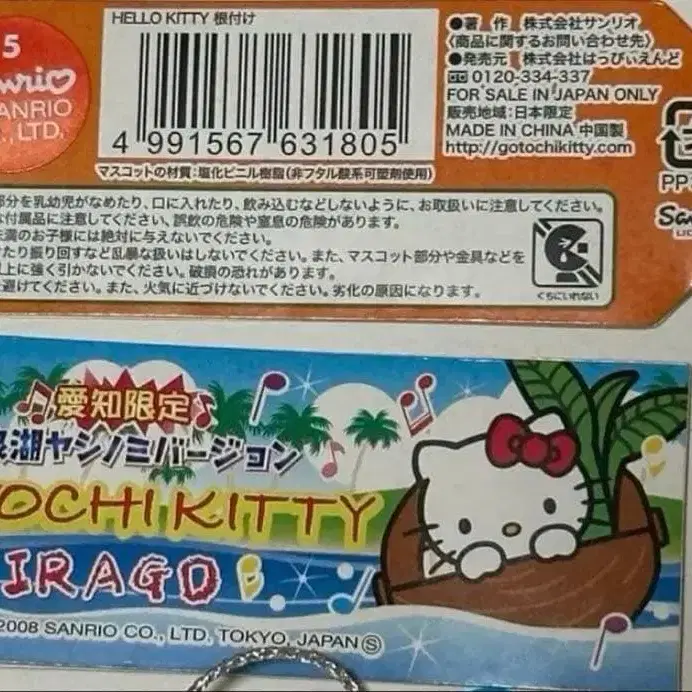 HELLO KITTY 根付け
4 991567 631805
マスコットの材質:塩化ビニル樹脂(非フタル酸系可塑剤使用)
●著 作 株式会社サンリオ
〈商品に関するお問い合わせ先〉
●発売元 株式会社はっぴぃえんど
0120-334-337
FOR SALE IN JAPAN ONLY
販売地域:日本限定
MADE IN CHINA 中国製
http://gotochikitty.com
5
nrio
ANRIO
., LTD.
PP
Sa
部分を乳幼児がなめたり、口に入れたり、飲み込むなどしないように、お取扱いに注意してください。
付属品に注意してください。誤飲の危険や窒息の危険があります。
未満のお子様には絶対に与えないでください。
たり振り回すなど乱暴な扱いはしないでください。また、マスコット部分や金具などを
上に強く引かないでください。破損の恐れがあります。
避けてください。また、火気に近づけないでください。劣化の原因になります。
くちにいれない
愛知限定
湖ヤシノミバージョン
OCHI KITTY
IRAGO
2008 SANRIO CO., LTD. TOKYO, JAPAN Ⓢ